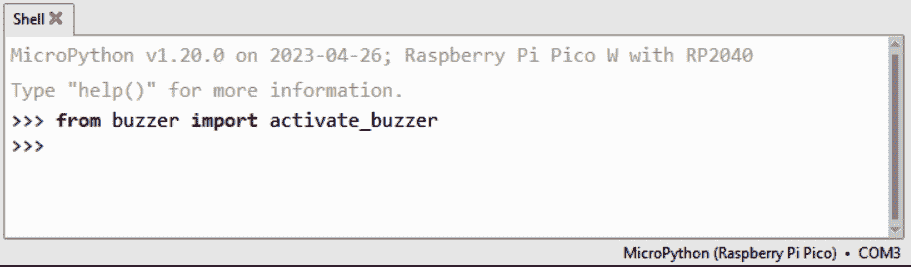 Shell
MicroPython v1.20.0 on 2023-04-26; Raspberry Pi Pico W with RP2040
Type "help()" for more information.
>>> from buzzer import activate_buzzer
>>>
MicroPython (Raspberry Pi Pico) • COM3